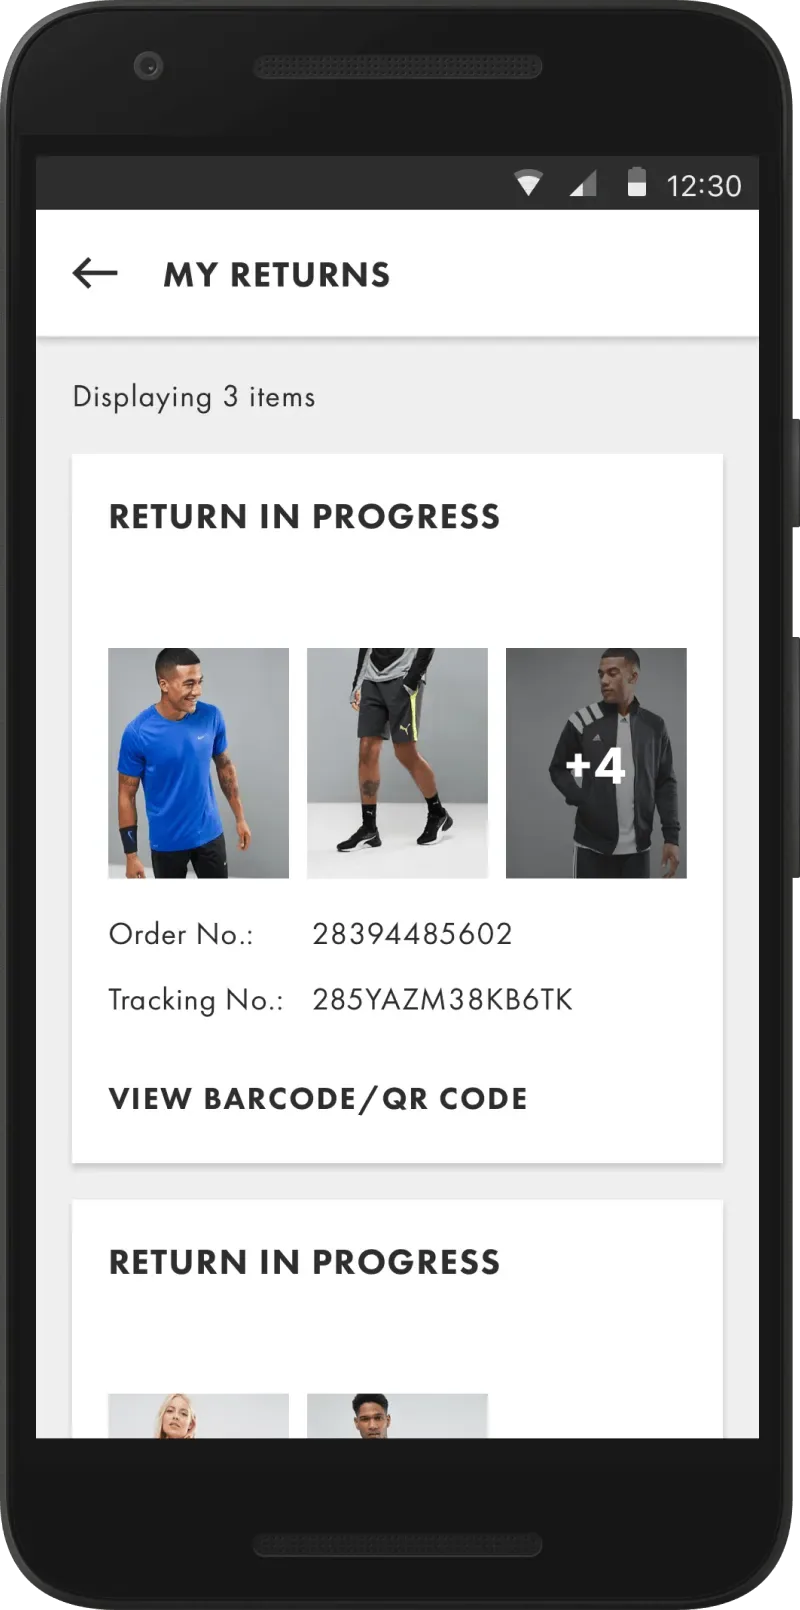 12:30
MY RETURNS
Displaying 3 items
RETURN IN PROGRESS
+4
Order No.: 28394485602
Tracking No.: 285YAZM38KB6TK
VIEW BARCODE/QR CODE
RETURN IN PROGRESS